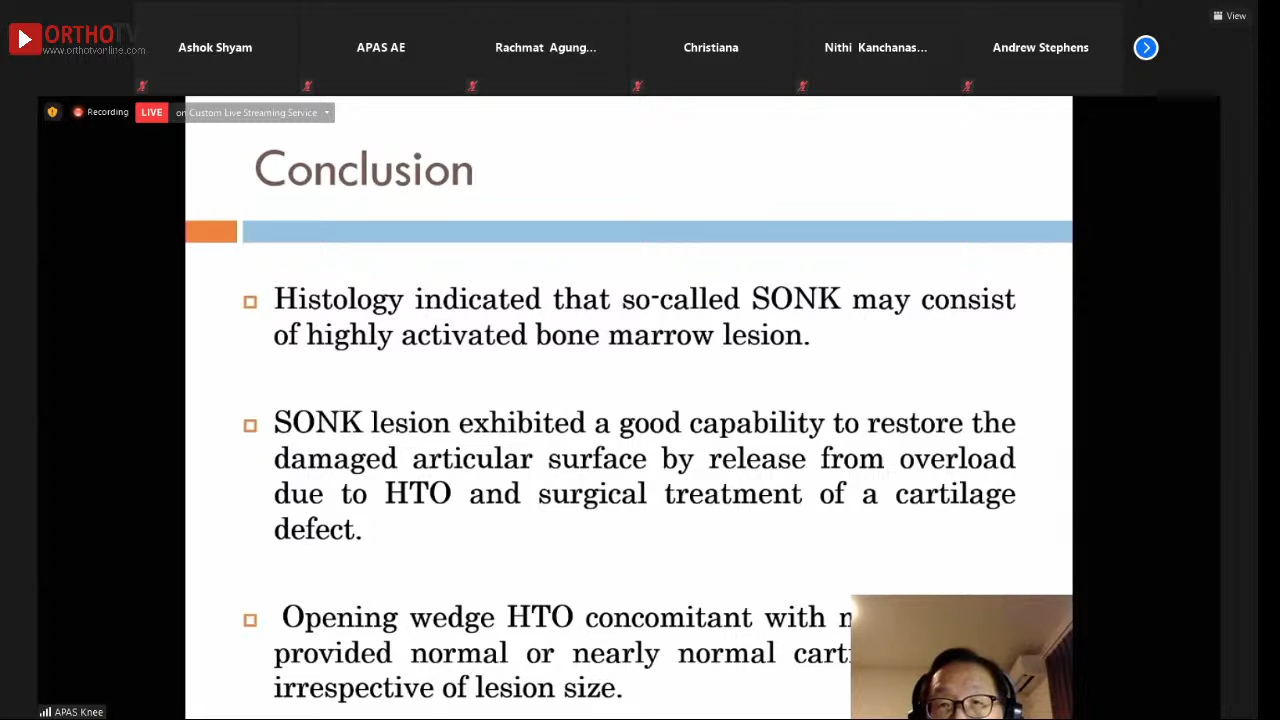 ORTHOTV
www.orthotvonline.com
Ashok Shyam
APAS AE
Rachmat Agung...
Christiana
Nithi Kanchanas...
Andrew Stephens
View
Recording
LIVE
on Custom Live Streaming Service
Conclusion
Histology indicated that so-called SONK may consist
of highly activated bone marrow lesion.
SONK lesion exhibited a good capability to restore the
damaged articular surface by release from overload
due to HTO and surgical treatment of a cartilage
defect.
Opening wedge HTO concomitant with
provided normal or nearly normal
irrespective of lesion size.
APAS Knee